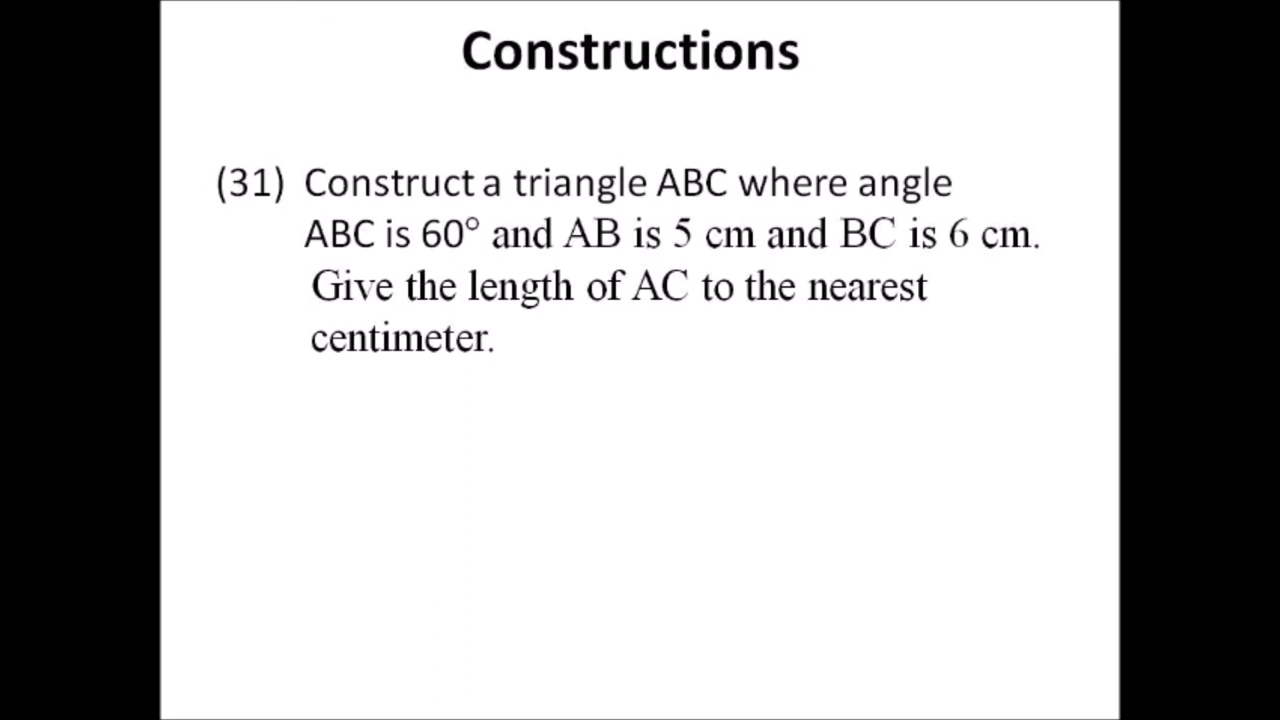 Constructions
(31) Construct a triangle ABC where angle
ABC is 60° and AB is 5 cm and BC is 6 cm.
Give the length of AC to the nearest
centimeter.